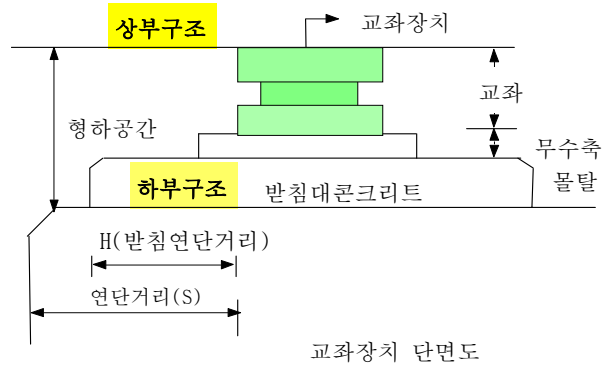 상부구조
교좌장치
교좌
형하공간
무수축
몰탈
하부구조
받침대콘크리트
H(받침연단거리)
연단거리(S)
교좌장치 단면도